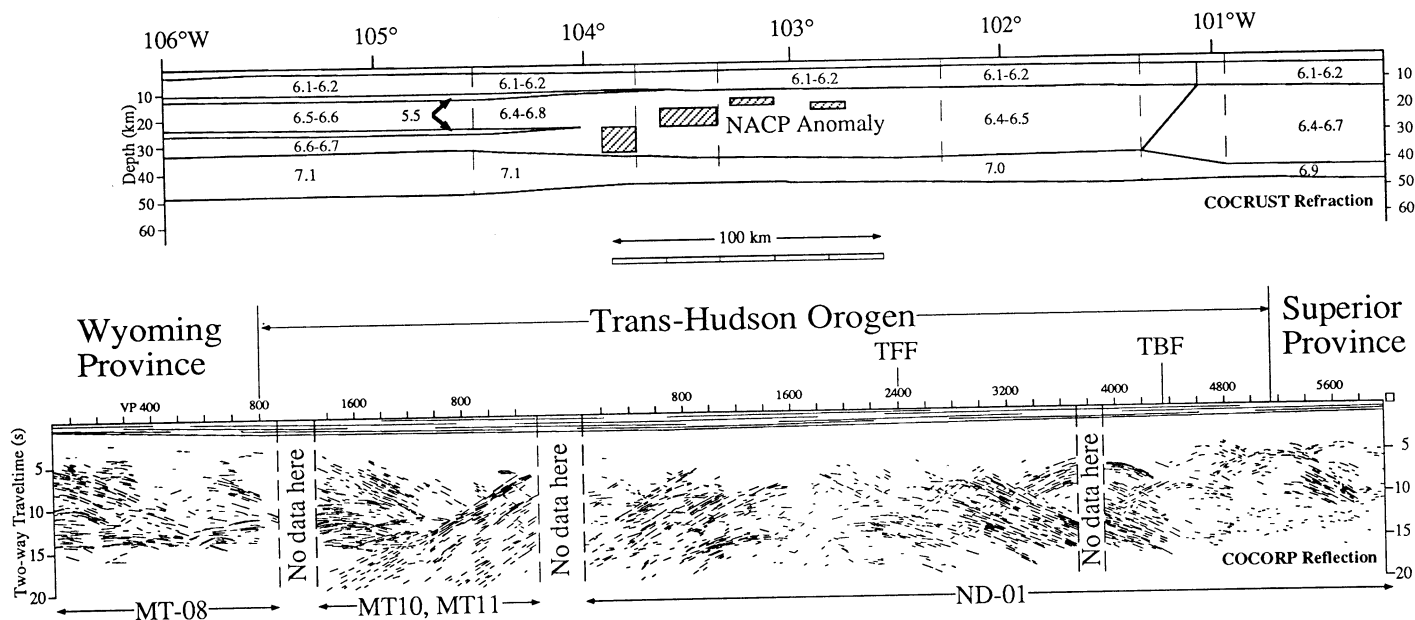 106°W 105° 104° 103° 102° 101°W
6.1-6.2 6.1-6.2 6.1-6.2 6.1-6.2 6.1-6.2
10 10
6.5-6.6 5.5 6.4-6.8 NACP Anomaly 6.4-6.5 6.4-6.7
20 20
30 30
6.6-6.7
40 40
7.1 7.1 7.0 6.9
50 50
60 60
Depth (km)
COCRUST Refraction
100 km
Wyoming Province
Trans-Hudson Orogen
Superior Province
TFF TBF
VP 400 800 1600 800 800 1600 2400 3200 4000 4800 5600
Two-way Traveltime (s)
5 5
10 10
15 15
20 20
No data here
No data here
No data here
COCORP Reflection
MT-08 MT10, MT11 ND-01